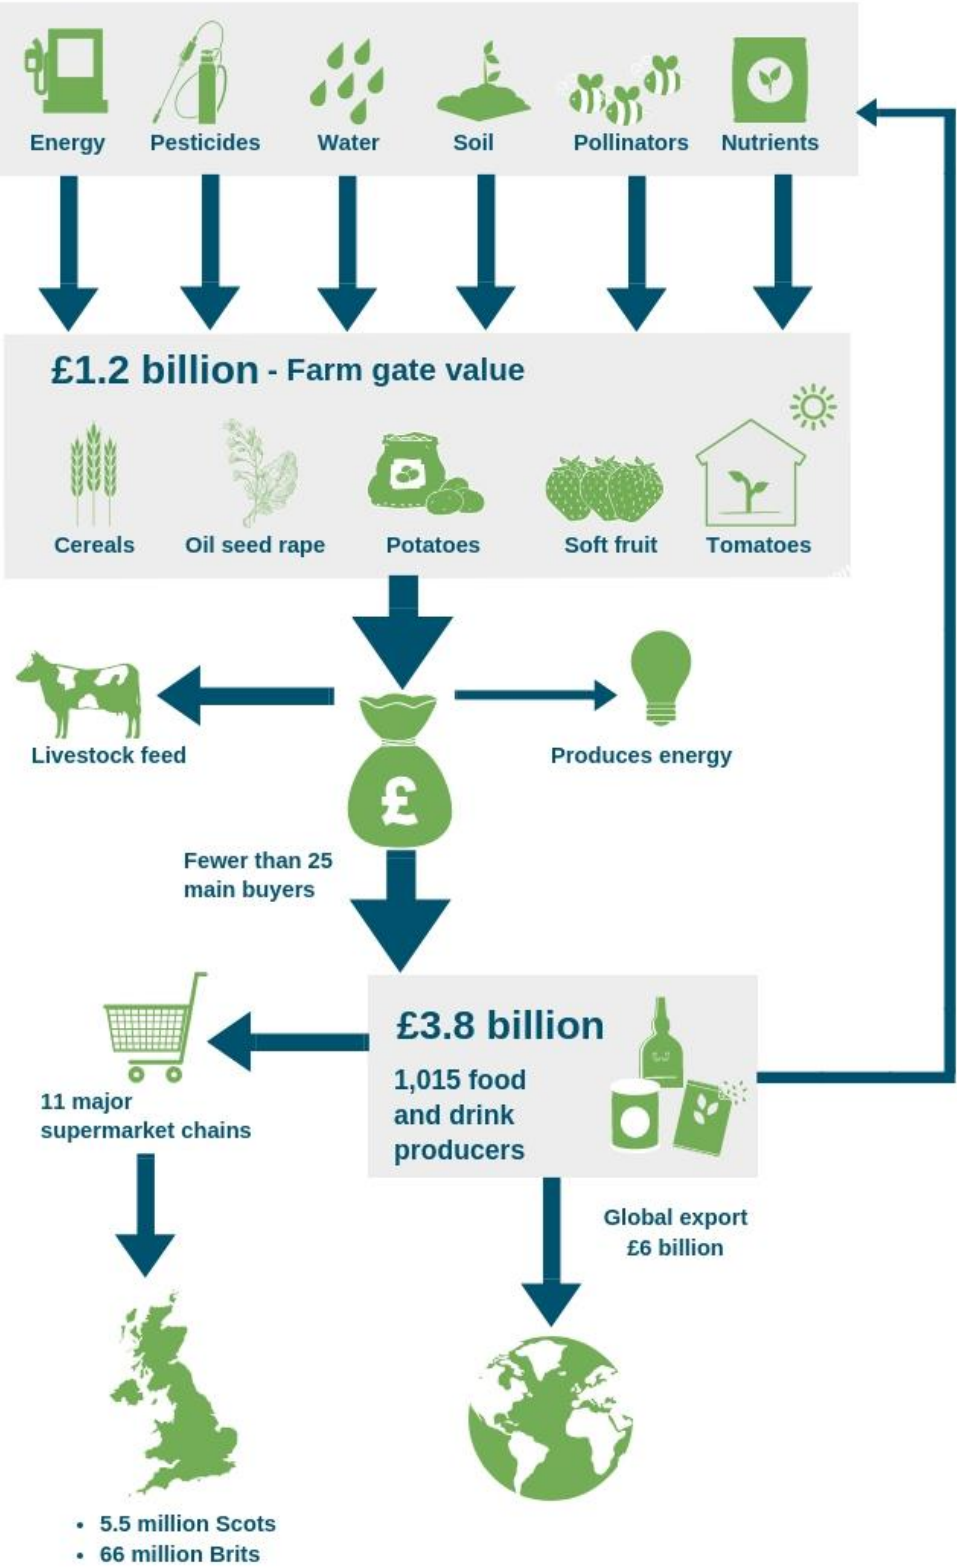 Energy Pesticides Water Soil Pollinators Nutrients
£1.2 billion - Farm gate value
Cereals Oil seed rape Potatoes Soft fruit Tomatoes
Livestock feed
£
Produces energy
Fewer than 25
main buyers
£3.8 billion
1,015 food
and drink
producers
11 major
supermarket chains
Global export
£6 billion
• 5.5 million Scots
• 66 million Brits